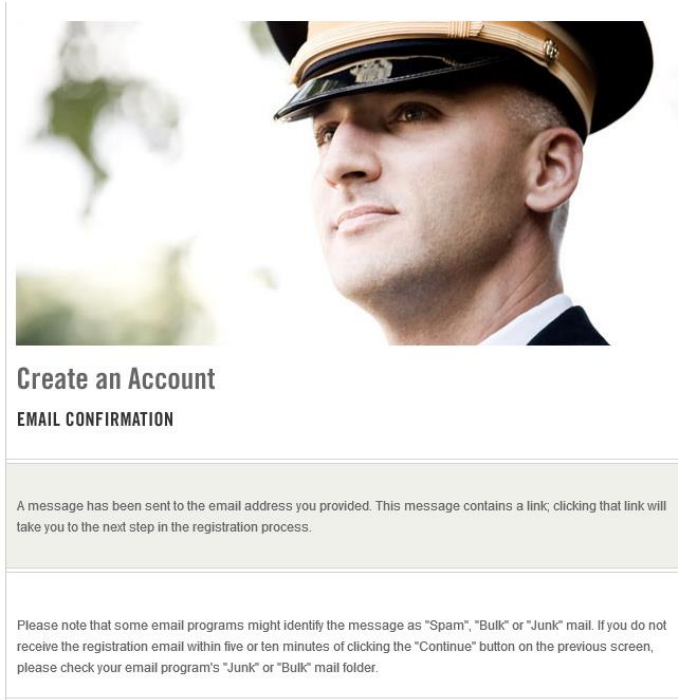 Create an Account
EMAIL CONFIRMATION
A message has been sent to the email address you provided. This message contains a link; clicking that link will
take you to the next step in the registration process.
Please note that some email programs might identify the message as "Spam", "Bulk" or "Junk" mail. If you do not
receive the registration email within five or ten minutes of clicking the "Continue" button on the previous screen,
please check your email program's "Junk" or "Bulk" mail folder.